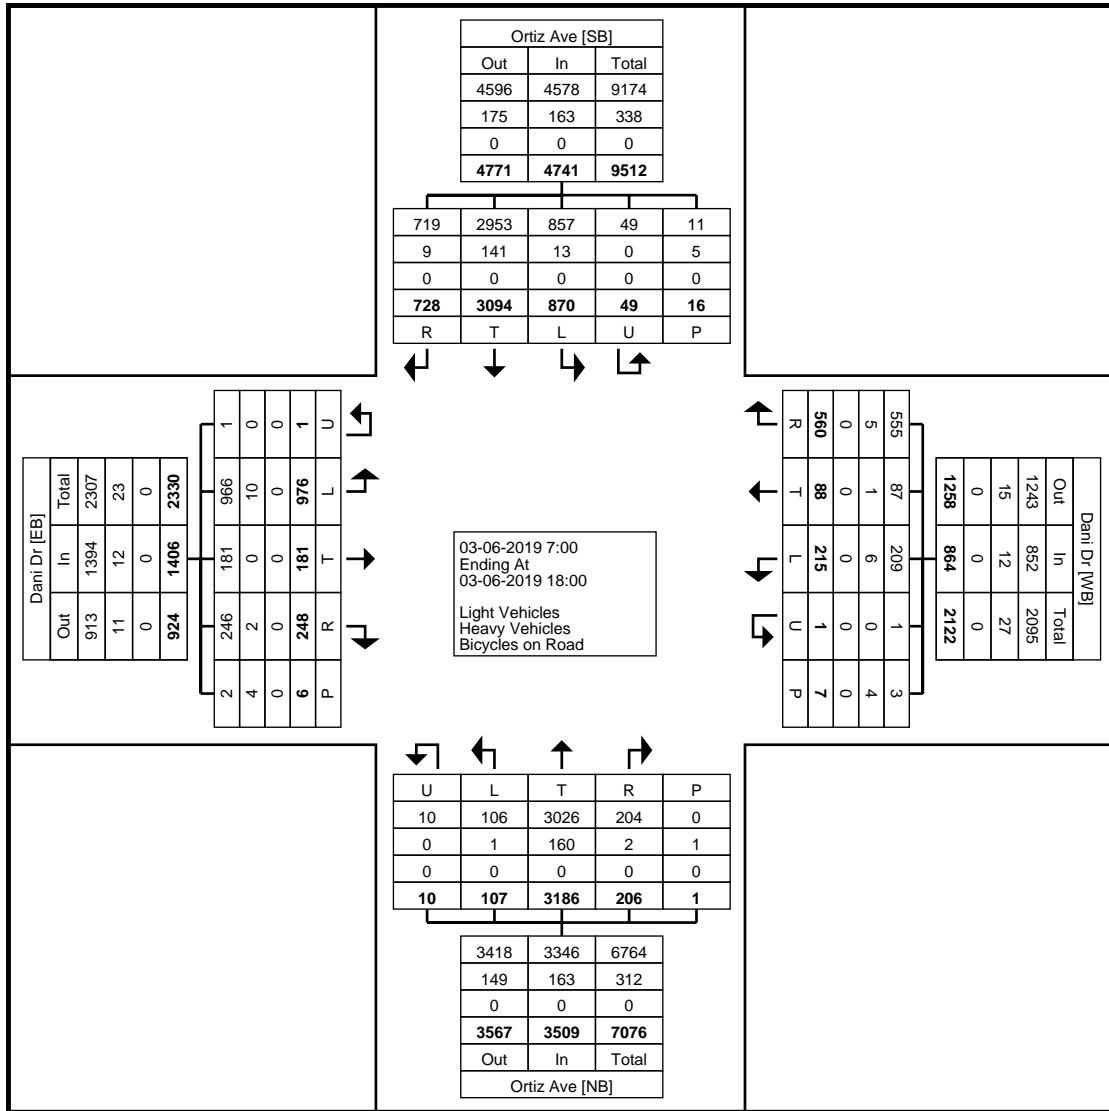 Ortiz Ave [SB]
Out In Total
4596 4578 9174
175 163 338
0 0 0
4771 4741 9512
719 2953 857 49 11
9 141 13 0 5
0 0 0 0 0
728 3094 870 49 16
R T L U P
Dani Dr [EB]
Total 2307 23 0 2330
In 1394 12 0 1406
Out 913 11 0 924
1 0 0 1 U
966 10 0 976 L
181 0 0 181 T
246 2 0 248 R
2 4 0 6 P
03-06-2019 7:00
Ending At
03-06-2019 18:00
Light Vehicles
Heavy Vehicles
Bicycles on Road
R 560 0 5 555
T 88 0 1 87
L 215 0 6 209
U 1 0 0 1
P 7 0 4 3
Dani Dr [WB]
Out In Total
1243 852 2095
15 12 27
0 0 0
1258 864 2122
U L T R P
10 106 3026 204 0
0 1 160 2 1
0 0 0 0 0
10 107 3186 206 1
3418 3346 6764
149 163 312
0 0 0
3567 3509 7076
Out In Total
Ortiz Ave [NB]